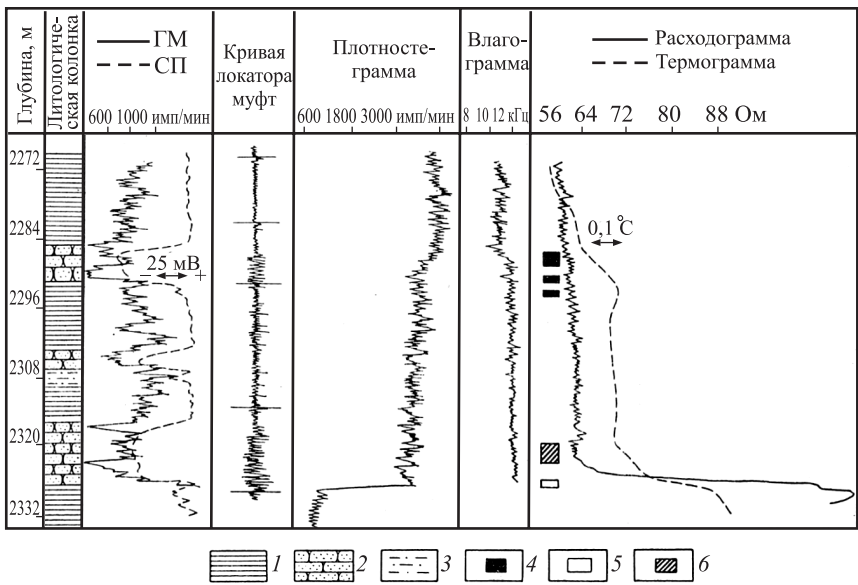 Глубина, м
Литологиче-
ская колонка
ГМ
СП
600 1000 имп/мин
Кривая
локатора
муфт
Плотносте-
грамма
600 1800 3000 имп/мин
Влаго-
грамма
8 10 12 кГц
Расходограмма
Термограмма
56 64 72 80 88 Ом
2272
2284
0,1°С
25 мВ
– +
2296
2308
2320
2332
1 2 3 4 5 6